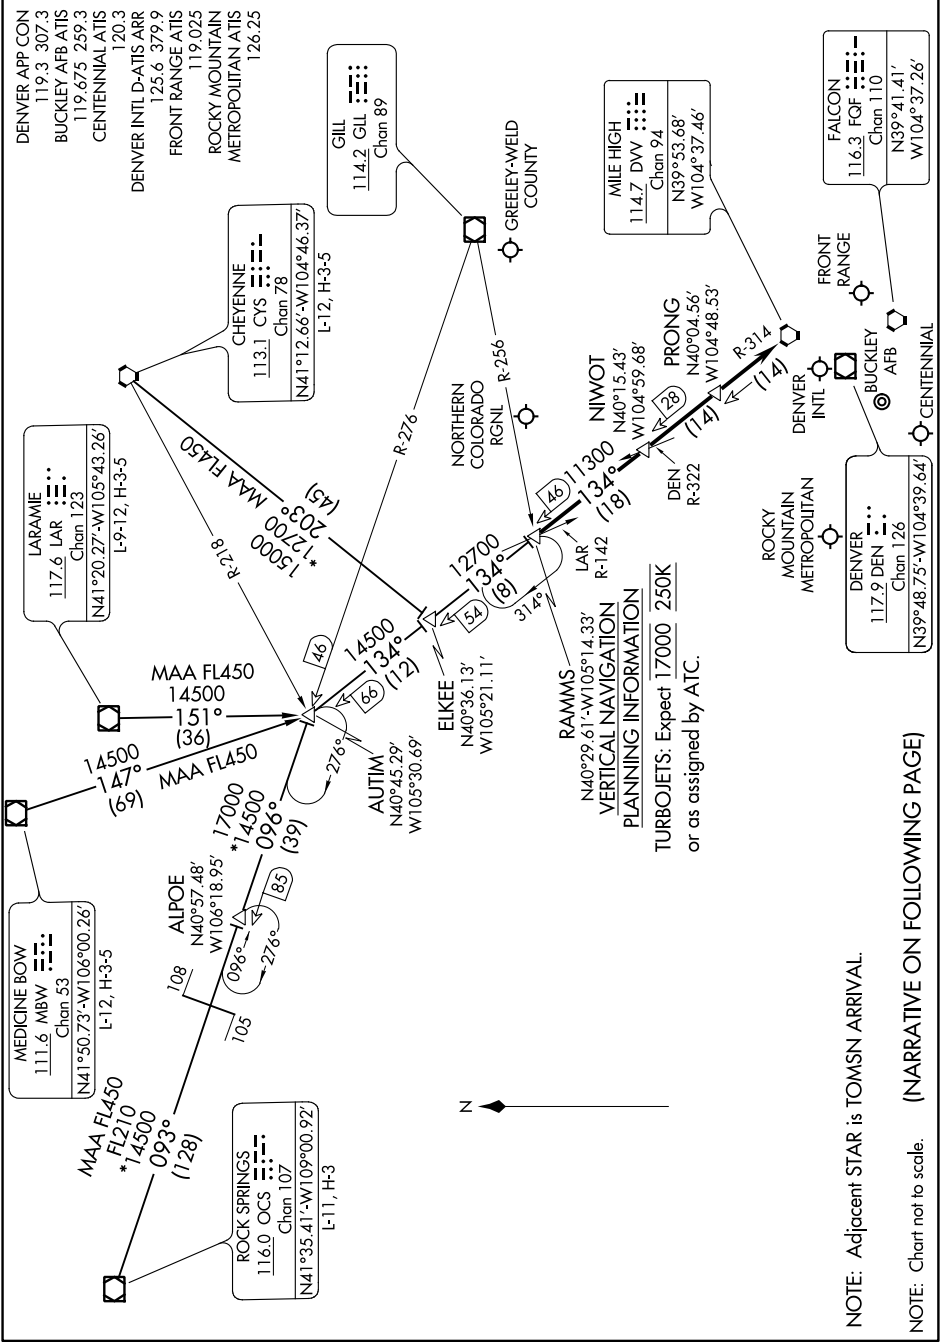 DENVER APP CON
119.3 307.3
BUCKLEY AFB ATIS
119.675 259.3
CENTENNIAL ATIS
120.3
DENVER INTL D-ATIS ARR
125.6 379.9
FRONT RANGE ATIS
119.025
ROCKY MOUNTAIN
METROPOLITAN ATIS
126.25
MEDICINE BOW
111.6 MBW
Chan 53
N41°50.73'-W106°00.26'
L-12, H-3-5
LARAMIE
117.6 LAR
Chan 123
N41°20.27'-W105°43.26'
L-9-12, H-3-5
CHEYENNE
113.1 CYS
Chan 78
N41°12.66'-W104°46.37'
L-12, H-3-5
GILL
114.2 GLL
Chan 89
ROCK SPRINGS
116.0 OCS
Chan 107
N41°35.41'-W109°00.92'
L-11, H-3
MAA FL450
FL210
*14500
093°
(128)
108
105
ALPOE
N40°57.48'
W106°18.95'
096°
276°
85
17000
*14500
096°
(39)
14500
147°
(69)
MAA FL450
MAA FL450
14500
151°
(36)
R-218
MAA FL450
*15000
12700
203°
(45)
R-276
46
276°
AUTIM
N40°45.29'
W105°30.69'
66
14500
134°
(12)
ELKEE
N40°36.13'
W105°21.11'
54
12700
134°
(8)
314°
RAMMS
N40°29.61'-W105°14.33'
LAR
R-142
46
R-256
NORTHERN
COLORADO
RGNL
GREELEY-WELD
COUNTY
11300
134°
(18)
NIWOT
N40°15.43'
W104°59.68'
DEN
R-322
28
(14)
PRONG
N40°04.56'
W104°48.53'
R-314
(14)
MILE HIGH
114.7 DVV
Chan 94
N39°53.68'
W104°37.46'
FALCON
116.3 FQF
Chan 110
N39°41.41'
W104°37.26'
DENVER
INTL
FRONT
RANGE
BUCKLEY
AFB
CENTENNIAL
ROCKY
MOUNTAIN
METROPOLITAN
DENVER
117.9 DEN
Chan 126
N39°48.75'-W104°39.64'
VERTICAL NAVIGATION
PLANNING INFORMATION
TURBOJETS: Expect 17000 250K
or as assigned by ATC.
N
NOTE: Adjacent STAR is TOMSN ARRIVAL.
NOTE: Chart not to scale.
(NARRATIVE ON FOLLOWING PAGE)